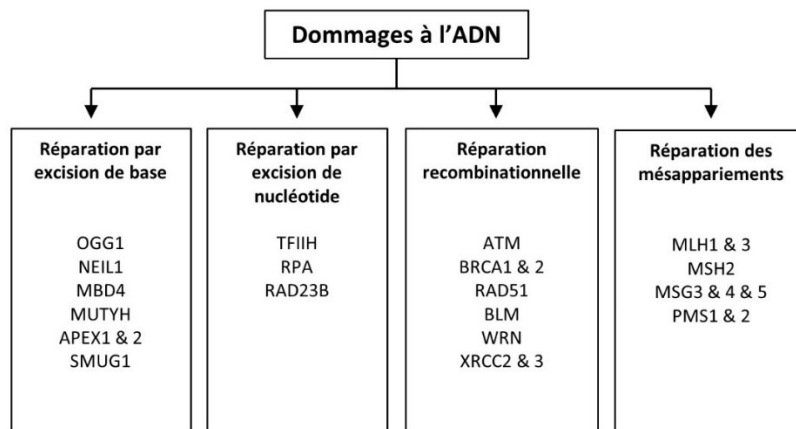 Dommages à l'ADN
Réparation par
excision de base
OGG1
NEIL1
MBD4
MUTYH
APEX1 & 2
SMUG1
Réparation par
excision de
nucléotide
TFIIH
RPA
RAD23B
Réparation
recombinationnelle
ATM
BRCA1 & 2
RAD51
BLM
WRN
XRCC2 & 3
Réparation des
mésappariements
MLH1 & 3
MSH2
MSG3 & 4 & 5
PMS1 & 2